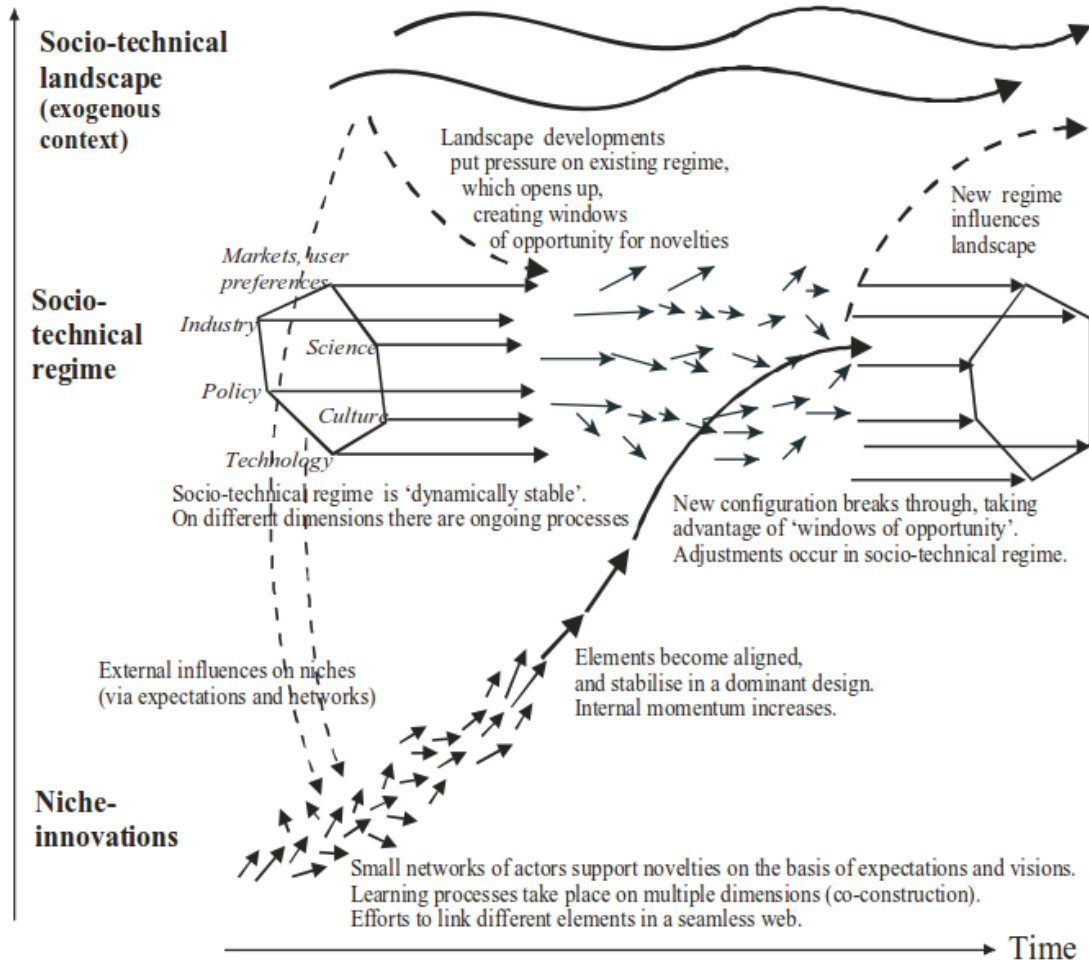 Socio-technical
landscape
(exogenous
context)
Landscape developments
put pressure on existing regime,
which opens up,
creating windows
of opportunity for novelties
New regime
influences
landscape
Socio-
technical
regime
Markets, user
preferences
Industry
Science
Policy
Culture
Technology
Socio-technical regime is ‘dynamically stable’.
On different dimensions there are ongoing processes
New configuration breaks through, taking
advantage of ‘windows of opportunity’.
Adjustments occur in socio-technical regime.
External influences on niches
(via expectations and networks)
Elements become aligned,
and stabilise in a dominant design.
Internal momentum increases.
Niche-
innovations
Small networks of actors support novelties on the basis of expectations and visions.
Learning processes take place on multiple dimensions (co-construction).
Efforts to link different elements in a seamless web.
Time